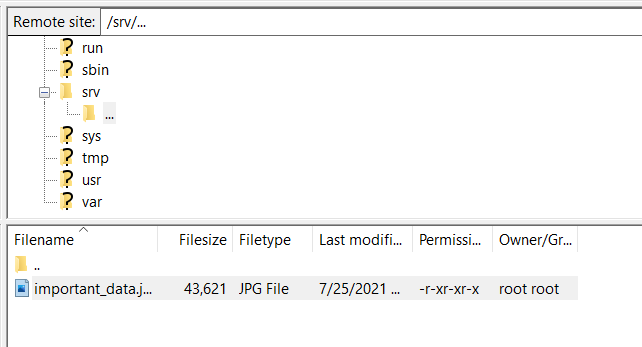 Remote site: /srv/...
run
sbin
srv
...
sys
tmp
usr
var
Filename Filesize Filetype Last modifi... Permissi... Owner/Gr...
..
important_data.j... 43,621 JPG File 7/25/2021 ... -r-xr-xr-x root root